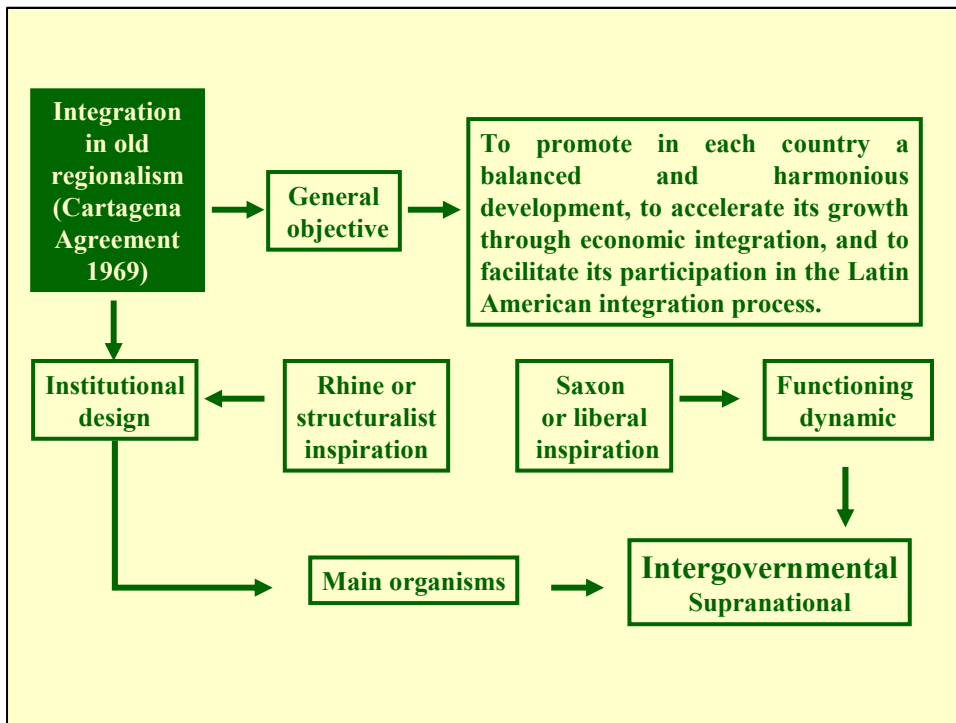 Integration
in old
regionalism
(Cartagena
Agreement
1969)
General
objective
To promote in each country a
balanced and harmonious
development, to accelerate its growth
through economic integration, and to
facilitate its participation in the Latin
American integration process.
Institutional
design
Rhine or
structuralist
inspiration
Saxon
or liberal
inspiration
Functioning
dynamic
Main organisms
Intergovernmental
Supranational